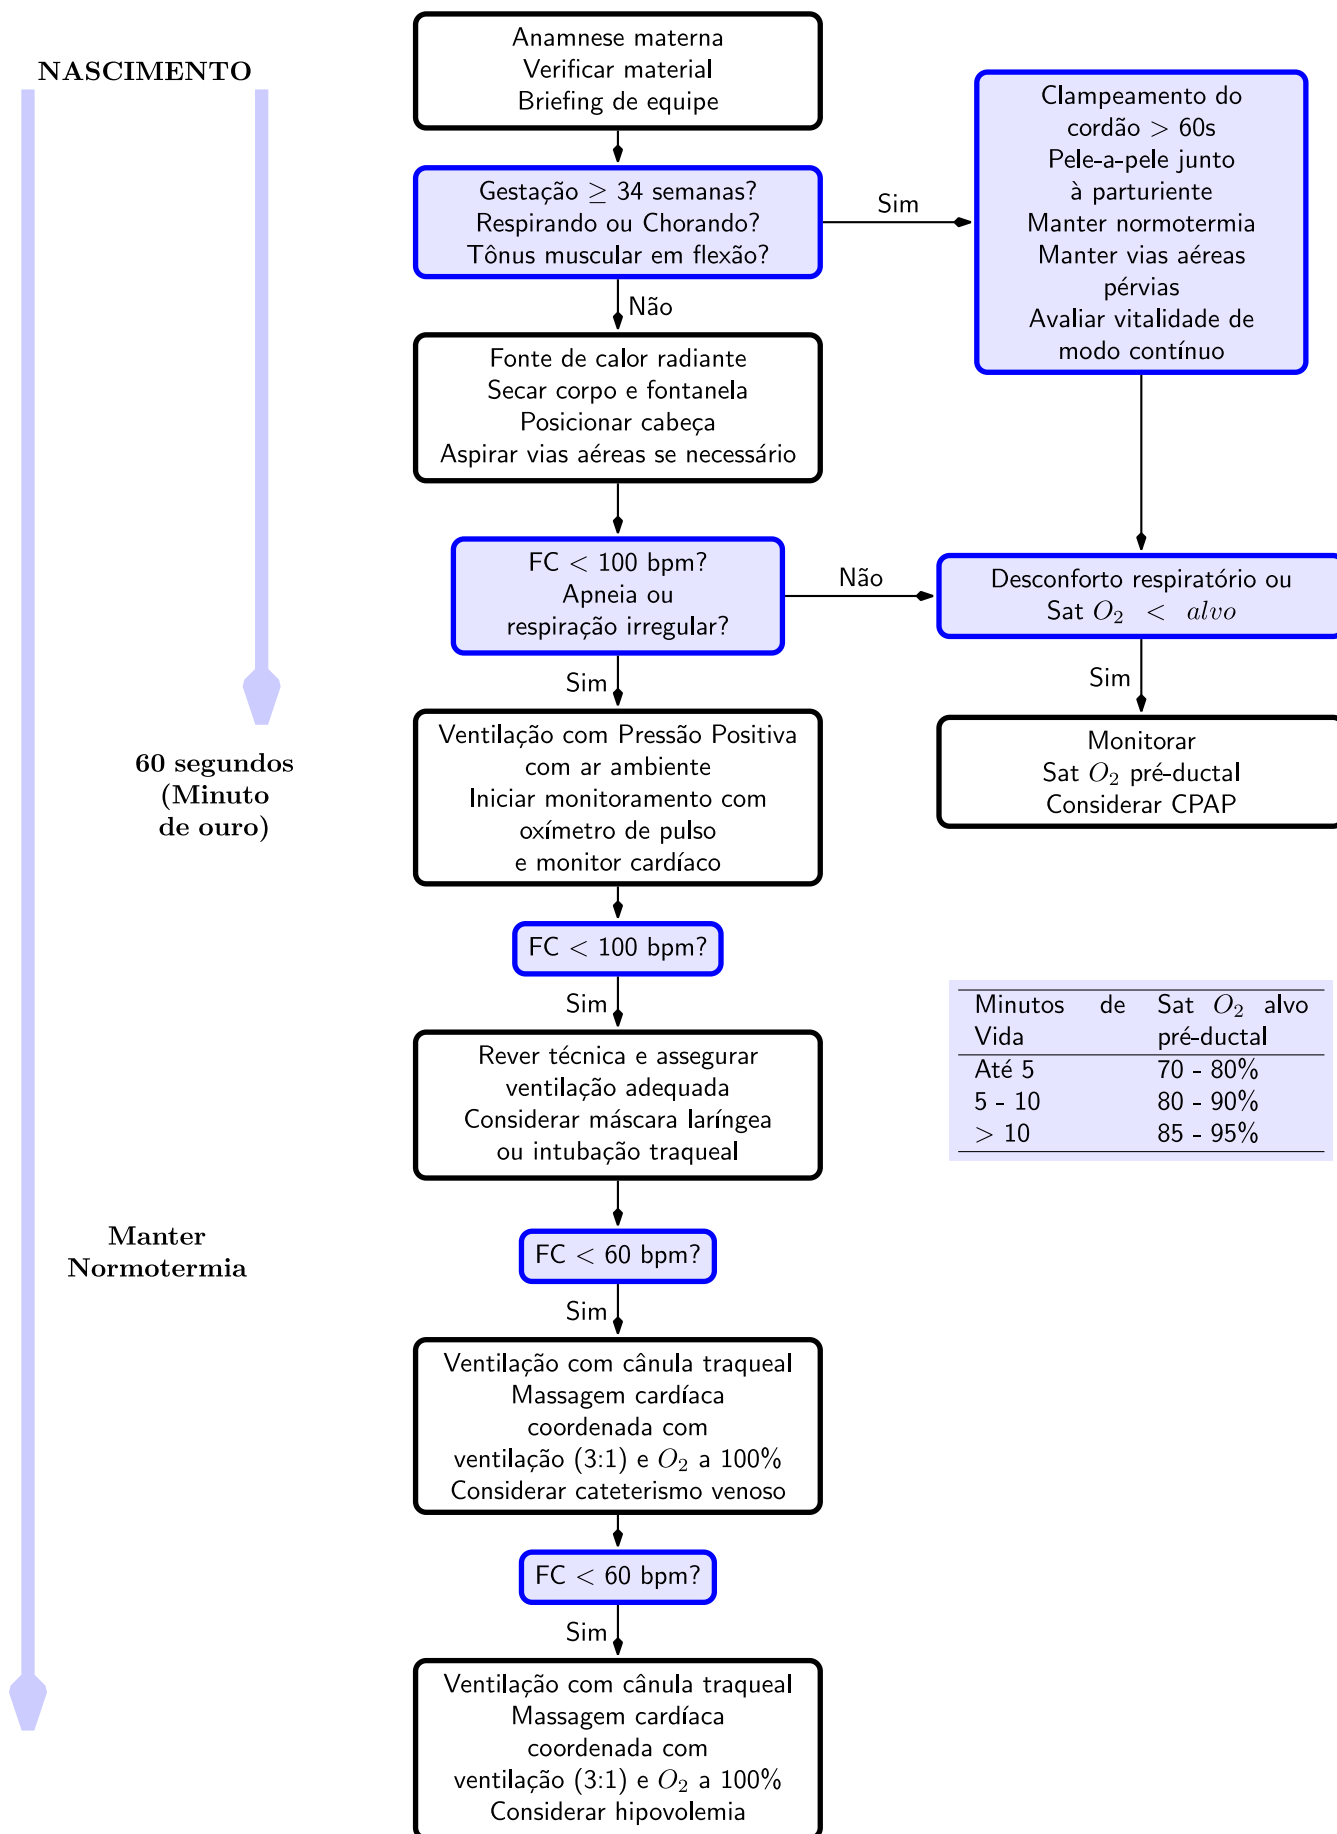 NASCIMENTO
Anamnese materna
Verificar material
Briefing de equipe
Gestação ≥ 34 semanas?
Respirando ou Chorando?
Tônus muscular em flexão?
Sim
Clampeamento do
cordão > 60s
Pele-a-pele junto
à parturiente
Manter normotermia
Manter vias aéreas
pérvias
Avaliar vitalidade de
modo contínuo
Não
Fonte de calor radiante
Secar corpo e fontanela
Posicionar cabeça
Aspirar vias aéreas se necessário
FC < 100 bpm?
Apneia ou
respiração irregular?
Não
Desconforto respiratório ou
Sat O₂ < alvo
Sim
Monitorar
Sat O₂ pré-ductal
Considerar CPAP
Sim
60 segundos
(Minuto
de ouro)
Ventilação com Pressão Positiva
com ar ambiente
Iniciar monitoramento com
oxímetro de pulso
e monitor cardíaco
FC < 100 bpm?
Sim
Minutos de Sat O₂ alvo
Vida pré-ductal
Até 5 70 - 80%
5 - 10 80 - 90%
> 10 85 - 95%
Rever técnica e assegurar
ventilação adequada
Considerar máscara laríngea
ou intubação traqueal
Manter
Normotermia
FC < 60 bpm?
Sim
Ventilação com cânula traqueal
Massagem cardíaca
coordenada com
ventilação (3:1) e O₂ a 100%
Considerar cateterismo venoso
FC < 60 bpm?
Sim
Ventilação com cânula traqueal
Massagem cardíaca
coordenada com
ventilação (3:1) e O₂ a 100%
Considerar hipovolemia